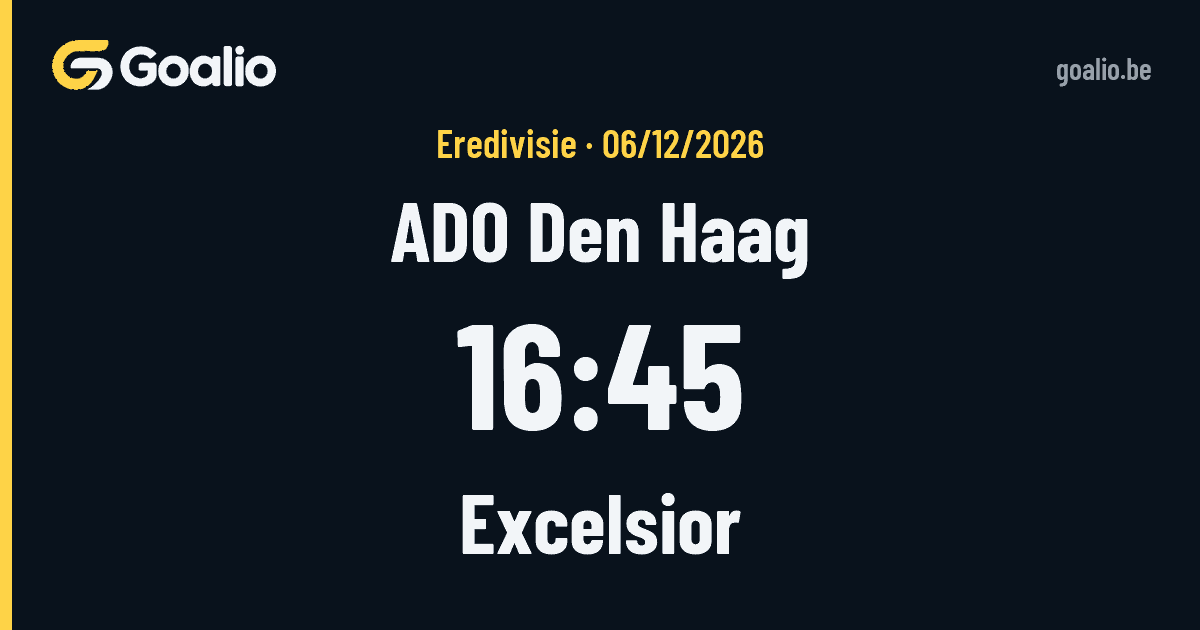 Goalio
goalio.be
Eredivisie · 06/12/2026
ADO Den Haag
16:45
Excelsior